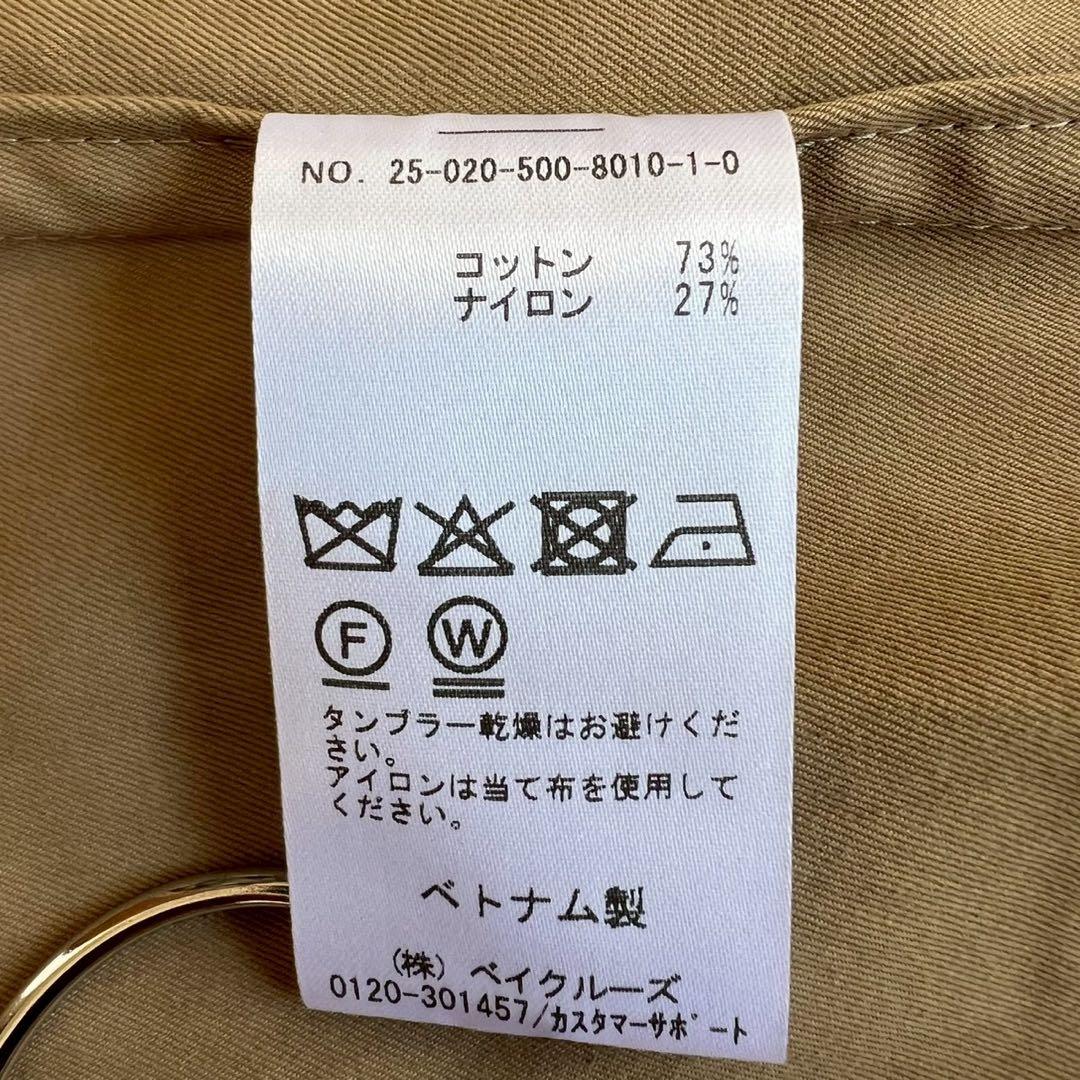 NO. 25-020-500-8010-1-0
コットン 73%
ナイロン 27%
F W
タンブラー乾燥はお避けくだ
さい。
アイロンは当て布を使用して
ください。
ベトナム製
(株) ベイクルーズ
0120-301457/カスタマーサポート